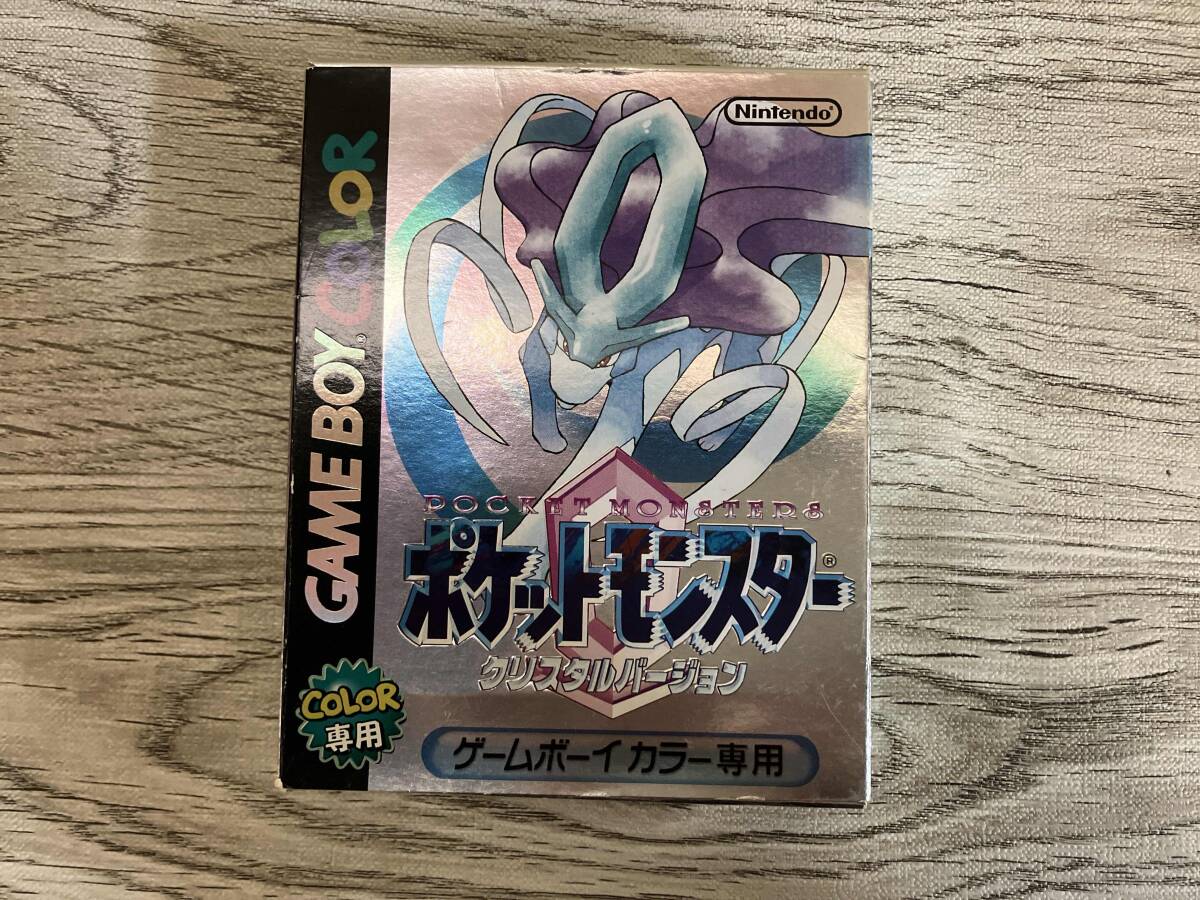 Nintendo®
GAME BOY® COLOR
POCKET MONSTERS
ポケットモンスター®
クリスタルバージョン
COLOR
専用
ゲームボーイ カラー専用